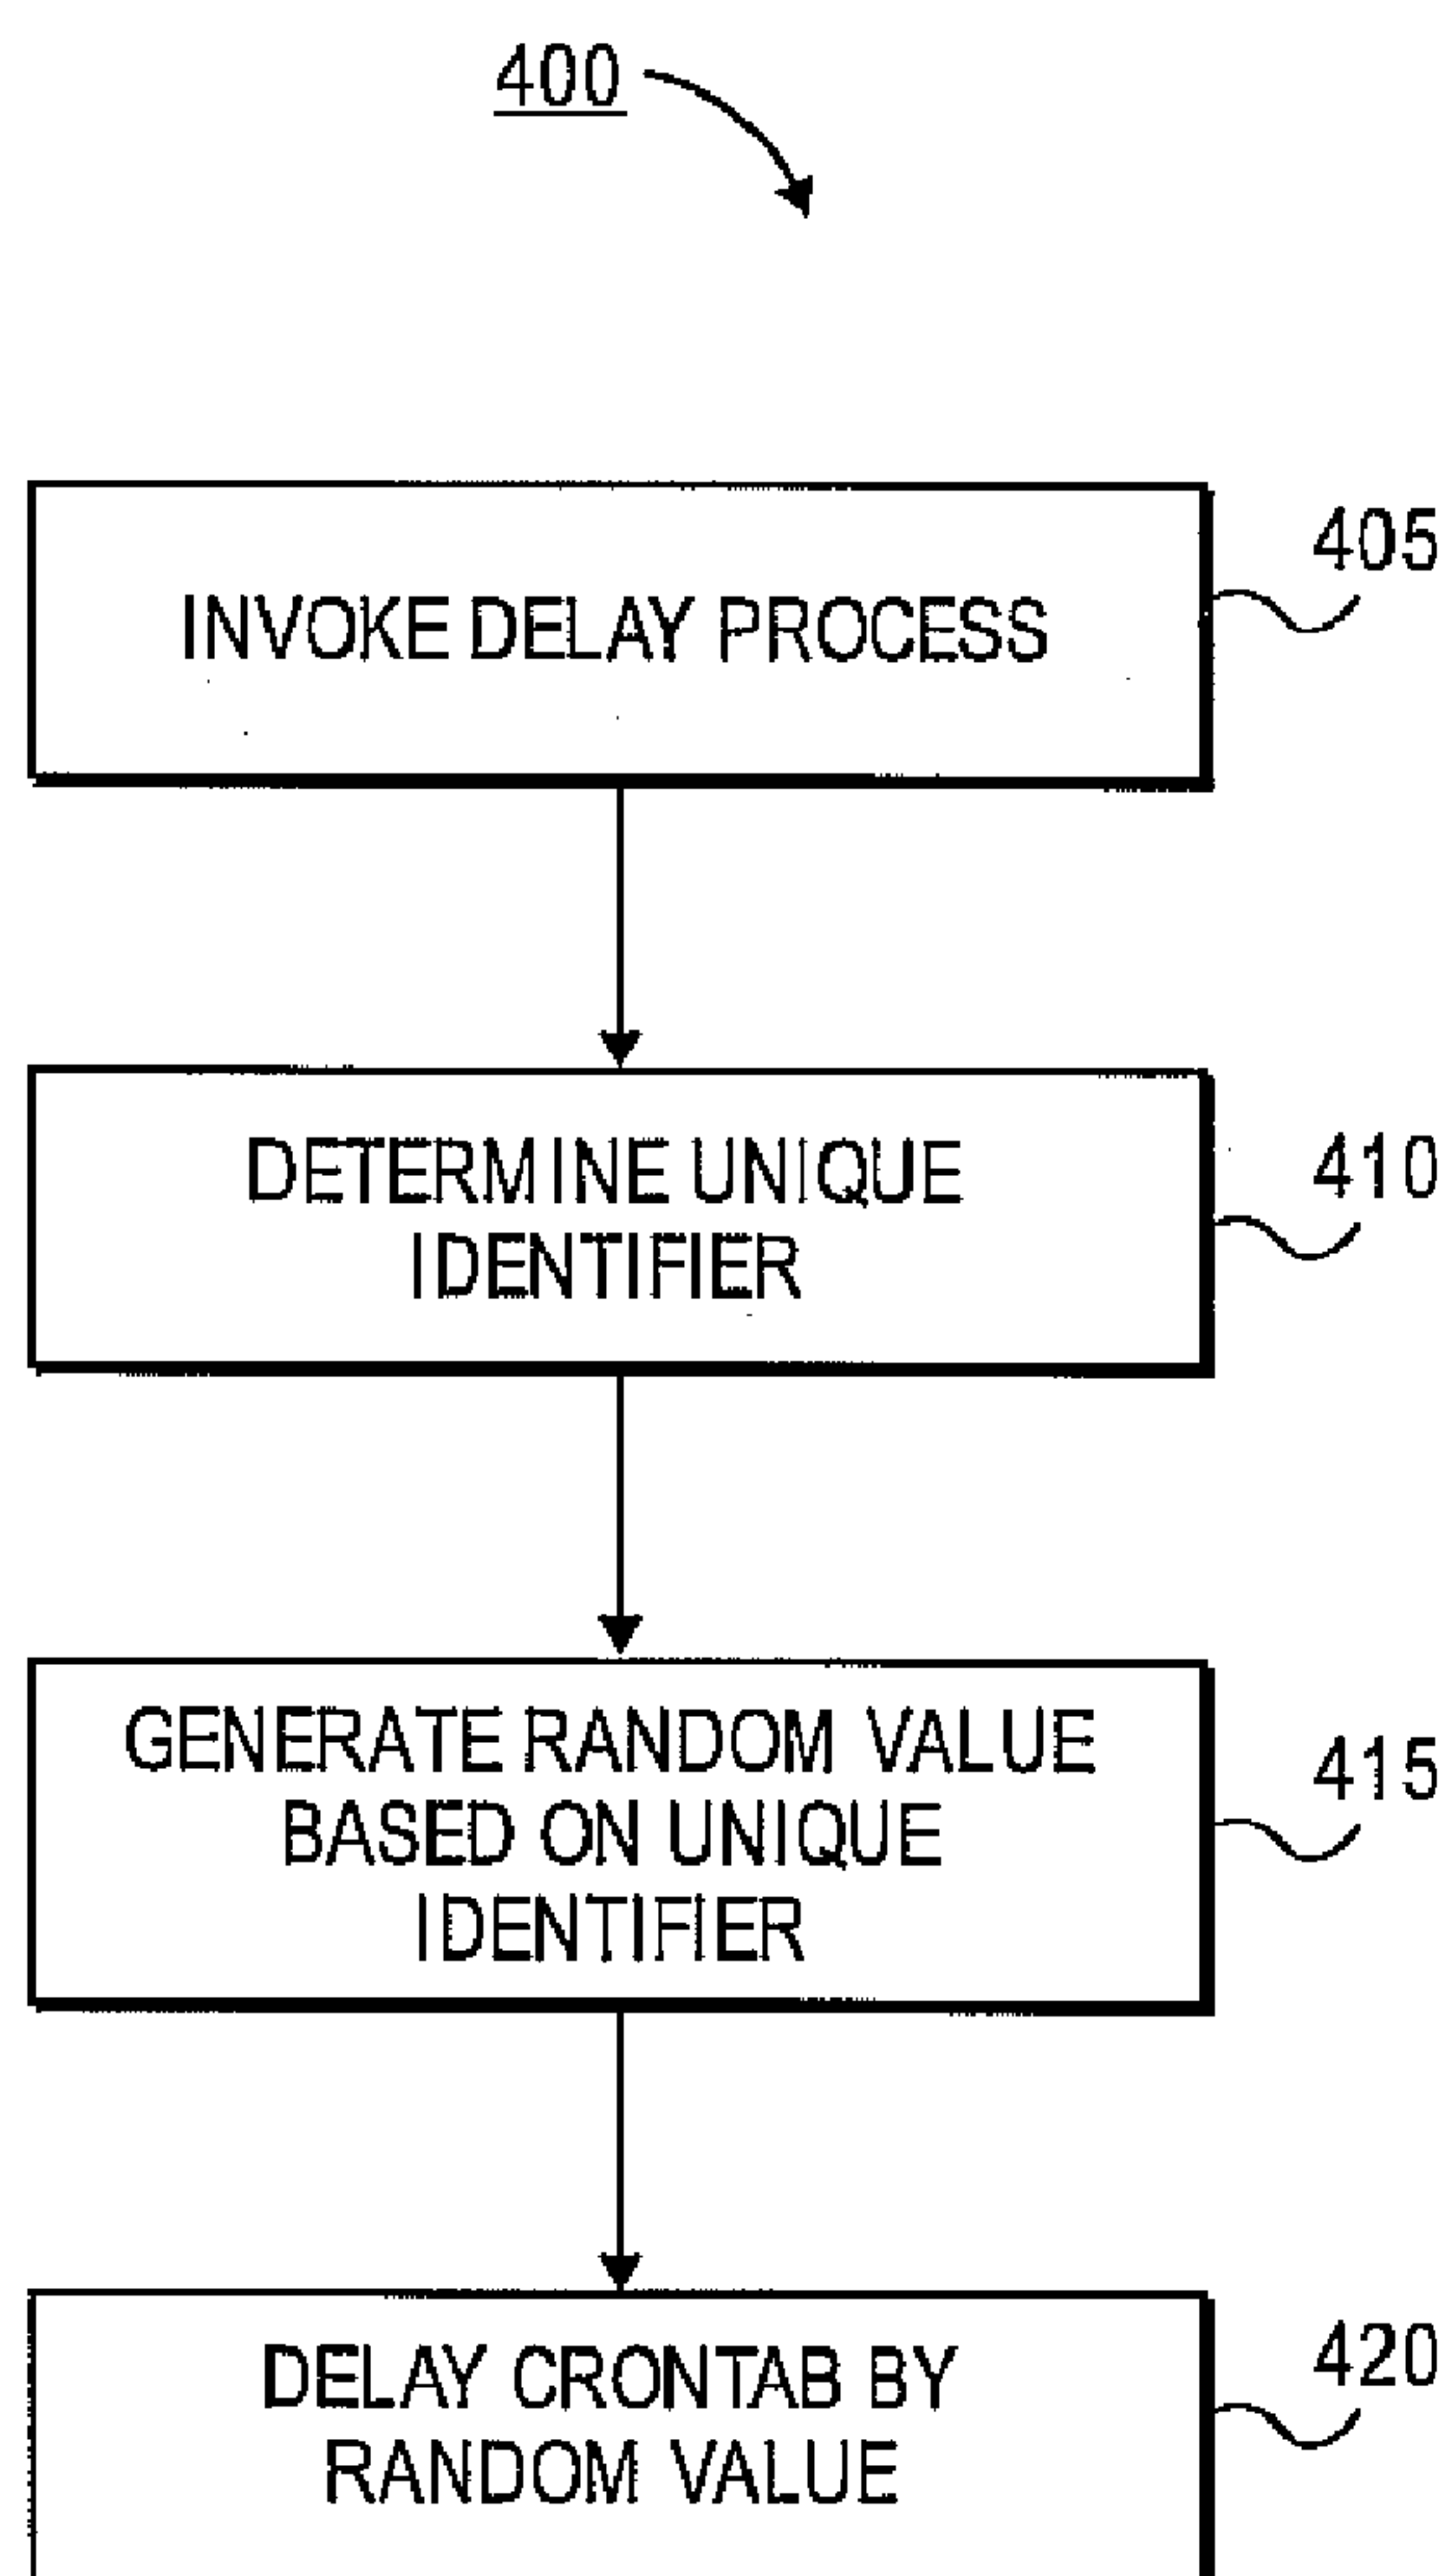 400
INVOKE DELAY PROCESS
405
DETERMINE UNIQUE
IDENTIFIER
410
GENERATE RANDOM VALUE
BASED ON UNIQUE
IDENTIFIER
415
DELAY CRONTAB BY
RANDOM VALUE
420